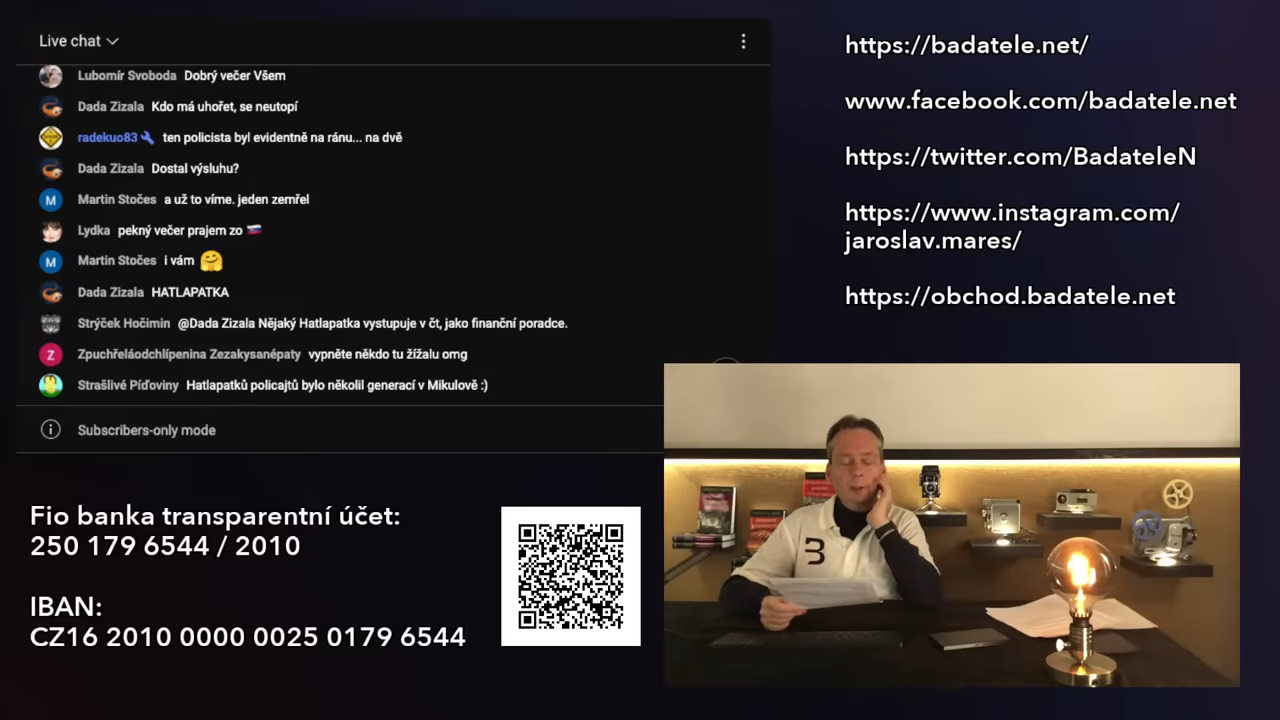 Live chat
Lubomír Svoboda Dobrý večer Všem
Dada Zizala Kdo má uhořet, se neutopí
radekuo83 ten policista byl evidentně na ránu... na dvě
Dada Zizala Dostal výsluhu?
M Martin Stočes a už to víme. jeden zemřel
Lydka pekný večer prajem zo 🇸🇰
M Martin Stočes i vám 🤗
Dada Zizala HATLAPATKA
Strýček Hočimin @Dada Zizala Nějaký Hatlapatka vystupuje v čt, jako finanční poradce.
Z Zpuchřeláodchlípenina Zezakysanépaty vypněte někdo tu žížalu omg
Strašlivé Píďoviny Hatlapatků policajtů bylo několil generací v Mikulově :)
Subscribers-only mode
https://badatele.net/
www.facebook.com/badatele.net
https://twitter.com/BadateleN
https://www.instagram.com/
jaroslav.mares/
https://obchod.badatele.net
Fio banka transparentní účet:
250 179 6544 / 2010
IBAN:
CZ16 2010 0000 0025 0179 6544
B